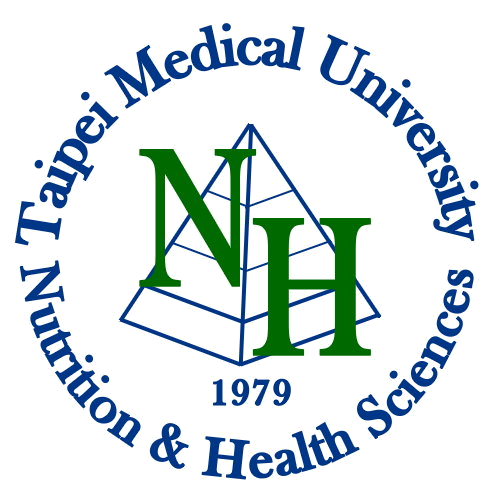 Taipei Medical University
NH
1979
Nutrition & Health Sciences